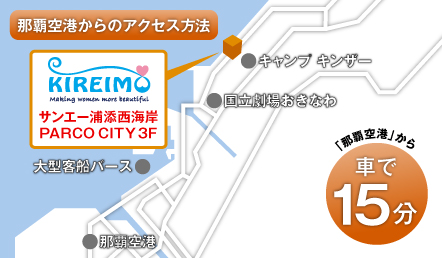 那覇空港からのアクセス方法
KIREIMO
Making women more beautiful
サンエー浦添西海岸
PARCO CITY 3F
キャンプ キンザー
国立劇場おきなわ
大型客船バース
那覇空港
「那覇空港」から
車で
15分